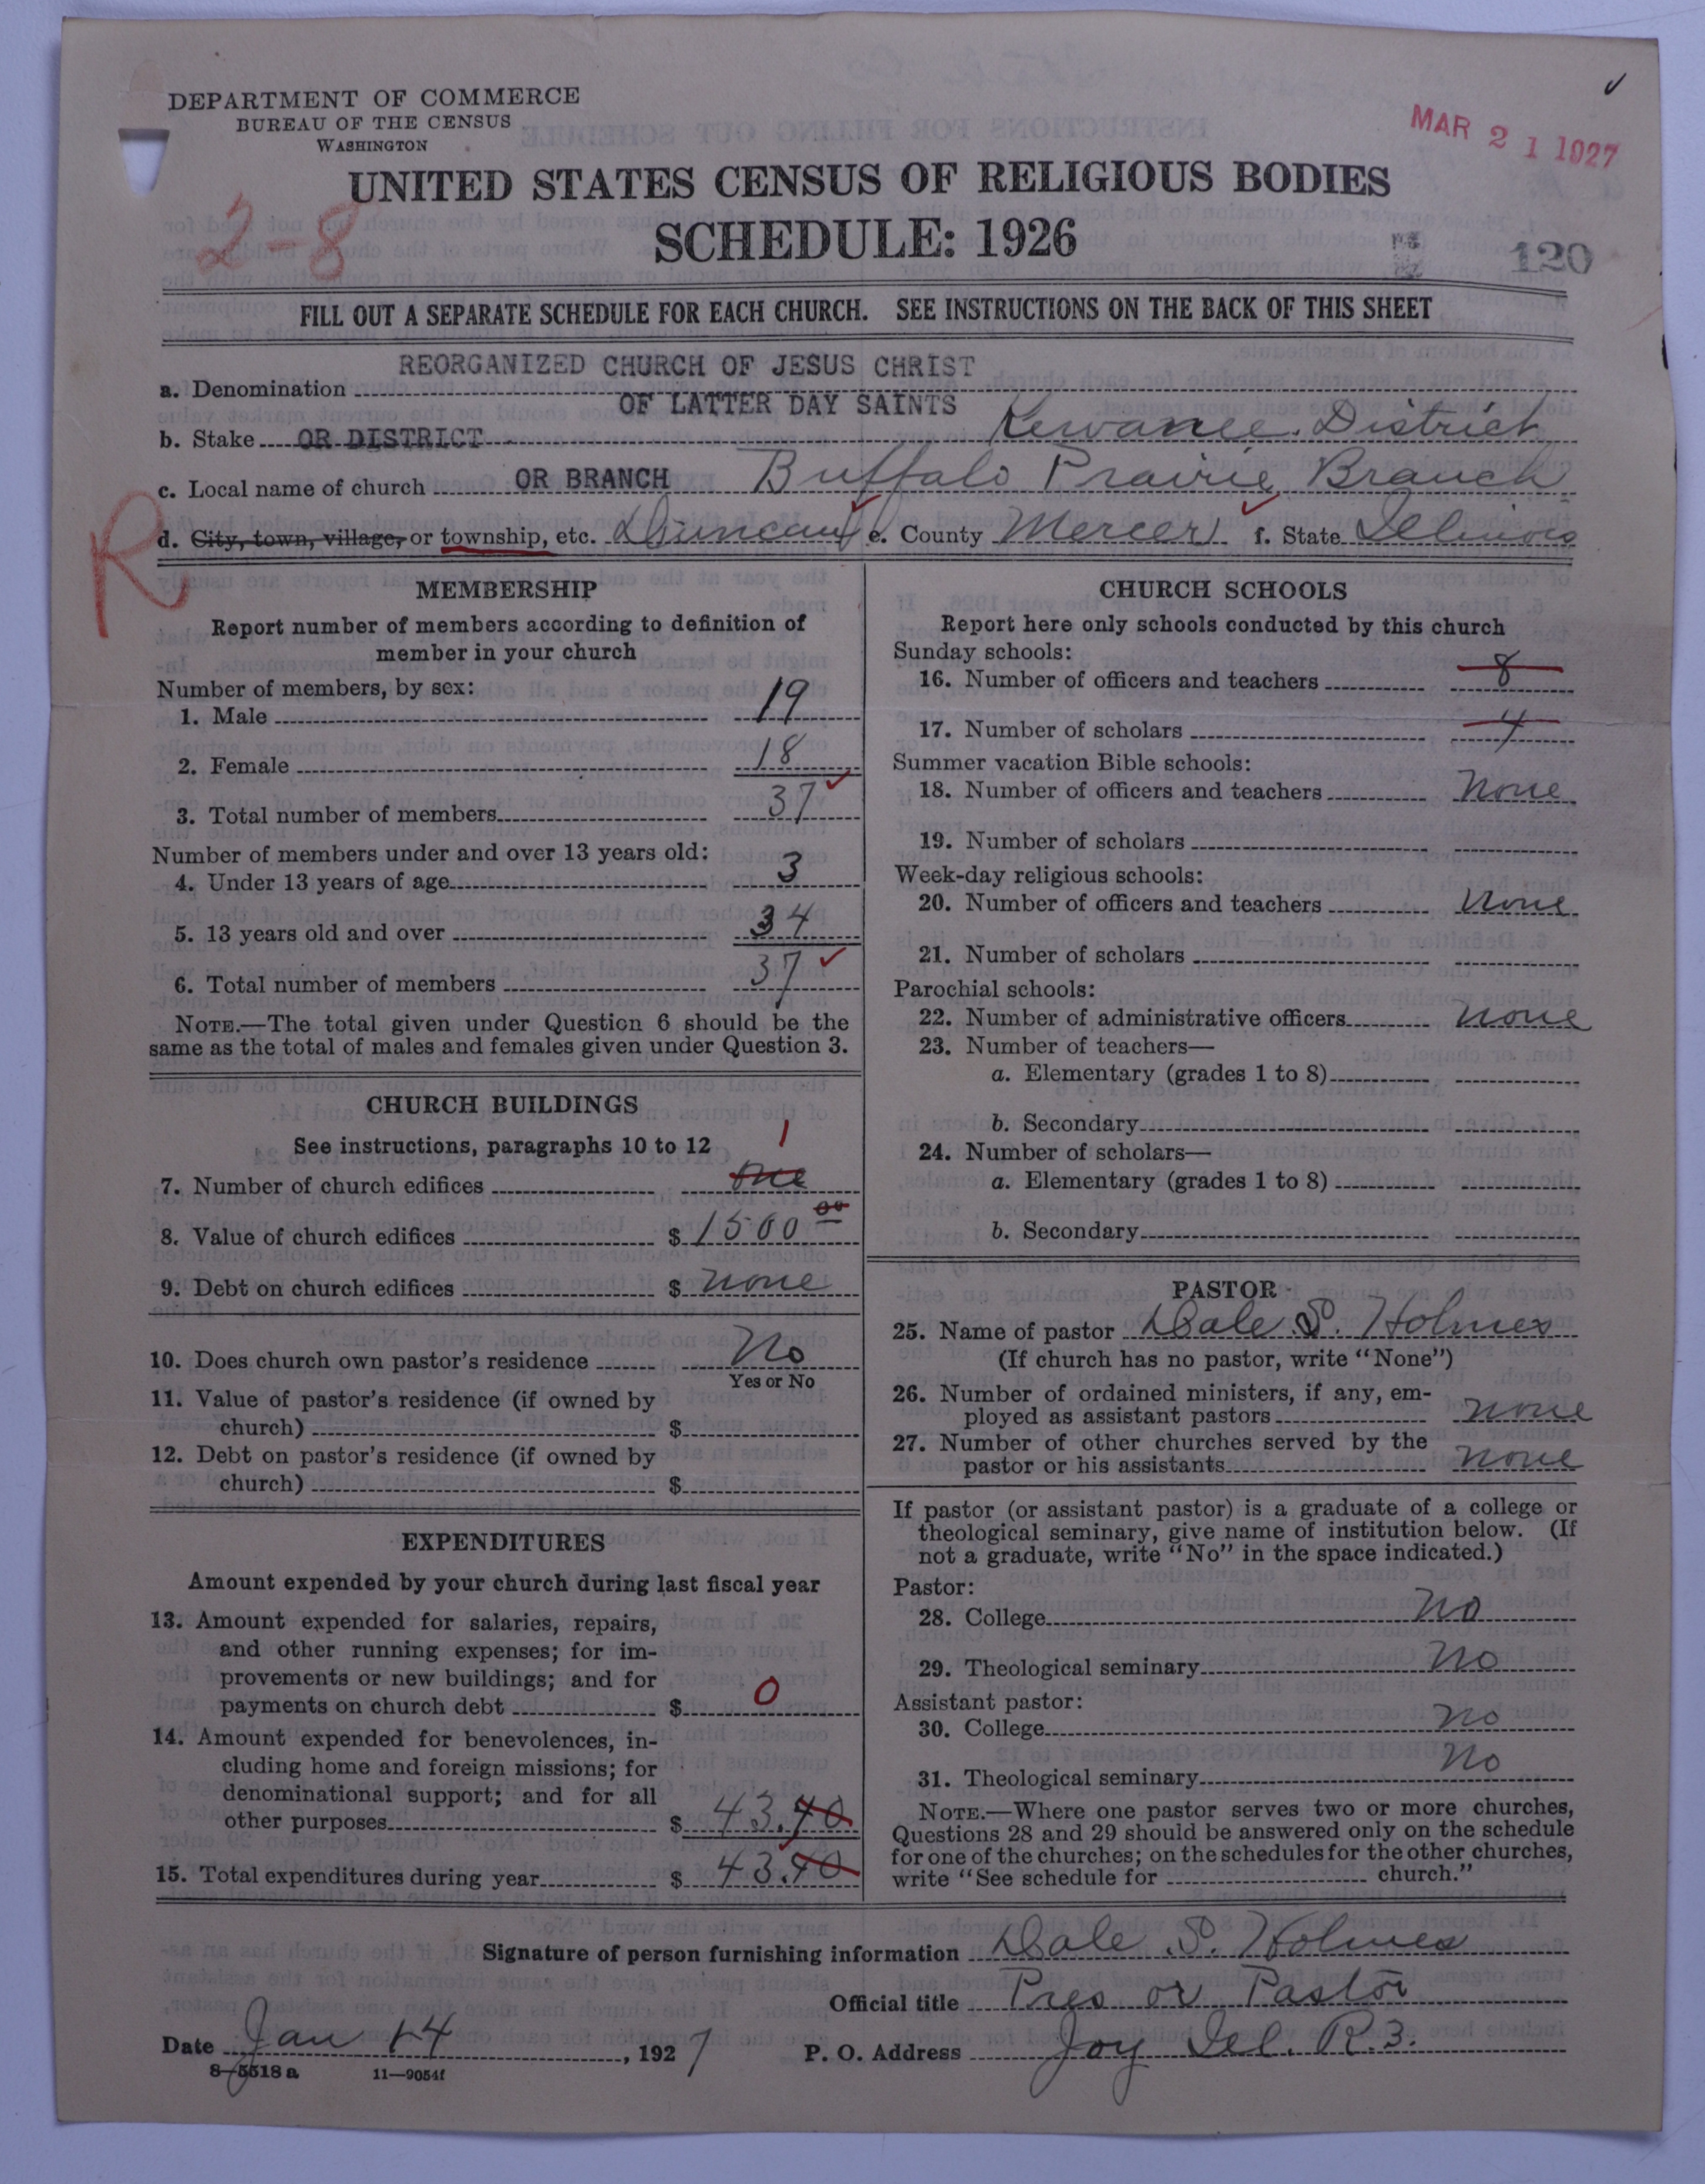 DEPARTMENT OF COMMERCE
BUREAU OF THE CENSUS
WASHINGTON
MAR 21 1927
UNITED STATES CENSUS OF RELIGIOUS BODIES
2-8
SCHEDULE: 1926
120
FILL OUT A SEPARATE SCHEDULE FOR EACH CHURCH. SEE INSTRUCTIONS ON THE BACK OF THIS SHEET
REORGANIZED CHURCH OF JESUS CHRIST
a. Denomination
OF LATTER DAY SAINTS
b. Stake OR DISTRICT Kewanee District
c. Local name of church OR BRANCH Buffalo Prairie Branch
R
d. City, town, village, or township, etc. Duncan e. County Mercer f. State Illinois
MEMBERSHIP
Report number of members according to definition of
member in your church
Number of members, by sex:
1. Male 19
2. Female 18
3. Total number of members 37
Number of members under and over 13 years old:
4. Under 13 years of age 3
5. 13 years old and over 34
6. Total number of members 37
NOTE.—The total given under Question 6 should be the
same as the total of males and females given under Question 3.
CHURCH BUILDINGS
See instructions, paragraphs 10 to 12
1
7. Number of church edifices one
8. Value of church edifices $ 1500 00
9. Debt on church edifices $ none
10. Does church own pastor's residence No
Yes or No
11. Value of pastor's residence (if owned by
church) $
12. Debt on pastor's residence (if owned by
church) $
EXPENDITURES
Amount expended by your church during last fiscal year
13. Amount expended for salaries, repairs,
and other running expenses; for im-
provements or new buildings; and for
payments on church debt $ 0
14. Amount expended for benevolences, in-
cluding home and foreign missions; for
denominational support; and for all
other purposes $ 43.40
15. Total expenditures during year $ 43.40
CHURCH SCHOOLS
Report here only schools conducted by this church
Sunday schools:
16. Number of officers and teachers 8
17. Number of scholars 4
Summer vacation Bible schools:
18. Number of officers and teachers None
19. Number of scholars
Week-day religious schools:
20. Number of officers and teachers None
21. Number of scholars
Parochial schools:
22. Number of administrative officers None
23. Number of teachers—
a. Elementary (grades 1 to 8)
b. Secondary
24. Number of scholars—
a. Elementary (grades 1 to 8)
b. Secondary
PASTOR
25. Name of pastor Dale S. Holmes
(If church has no pastor, write "None")
26. Number of ordained ministers, if any, em-
ployed as assistant pastors none
27. Number of other churches served by the
pastor or his assistants none
If pastor (or assistant pastor) is a graduate of a college or
theological seminary, give name of institution below. (If
not a graduate, write "No" in the space indicated.)
Pastor:
28. College No
29. Theological seminary No
Assistant pastor:
30. College No
31. Theological seminary No
NOTE.—Where one pastor serves two or more churches,
Questions 28 and 29 should be answered only on the schedule
for one of the churches; on the schedules for the other churches,
write "See schedule for church."
Signature of person furnishing information Dale S. Holmes
Official title Pres or Pastor
Date Jan 14, 1927 P. O. Address Joy Ill. R.3.
8-5518 a 11—9054f